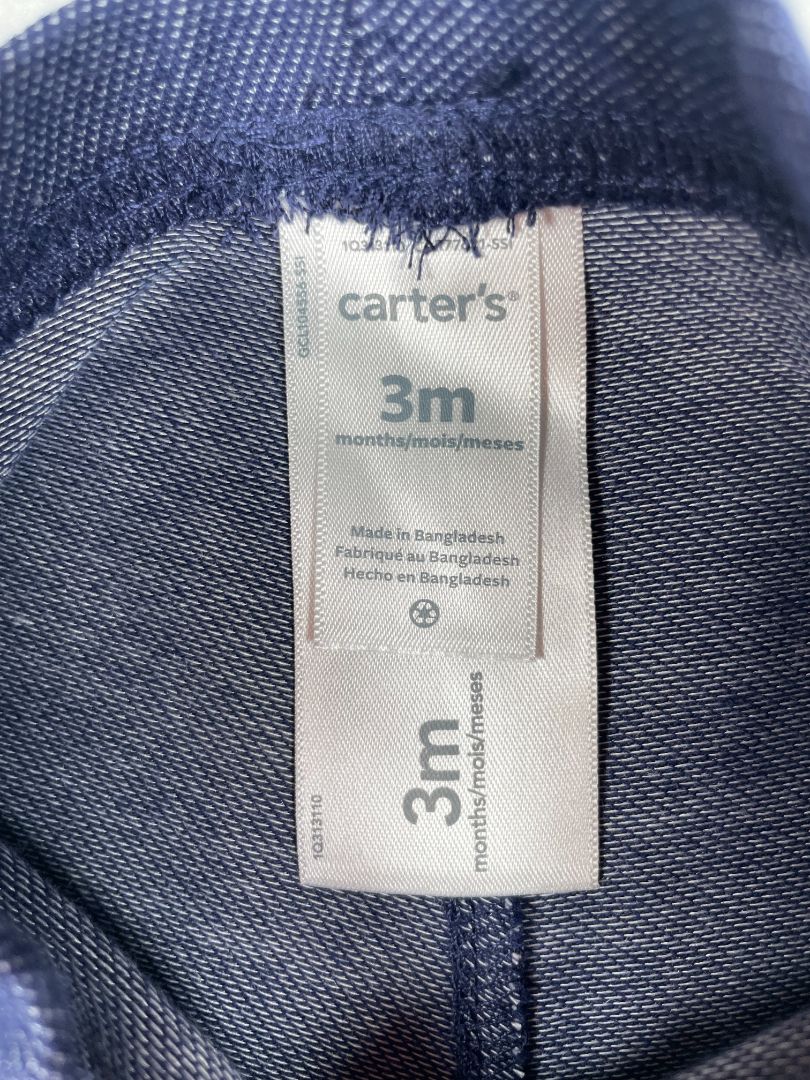 carter's®
3m
months/mois/meses
Made in Bangladesh
Fabriqué au Bangladesh
Hecho en Bangladesh
3m
months/mois/meses
1Q313110